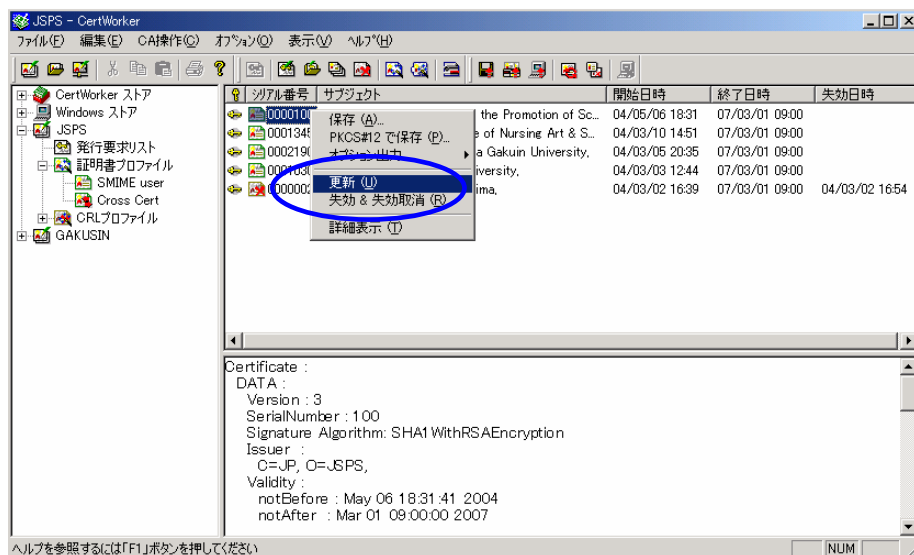 JSPS - CertWorker
ファイル(F) 編集(E) CA操作(C) オプション(O) 表示(V) ヘルプ(H)
CertWorker ストア
Windows ストア
JSPS
発行要求リスト
証明書プロファイル
SMIME user
Cross Cert
CRLプロファイル
GAKUSIN
シリアル番号 サブジェクト 開始日時 終了日時 失効日時
0000100 the Promotion of Sc... 04/05/06 18:31 07/03/01 09:00
000134 of Nursing Art & S... 04/03/10 14:51 07/03/01 09:00
0002190 a Gakuin University, 04/03/05 20:35 07/03/01 09:00
iversity, 04/03/03 12:44 07/03/01 09:00
000000 ima, 04/03/02 16:39 07/03/01 09:00 04/03/02 16:54
保存 (A)...
PKCS#12 で保存 (P)...
オプション出力
更新 (U)
失効 & 失効取消 (R)
詳細表示 (T)
Certificate :
DATA :
Version : 3
SerialNumber : 100
Signature Algorithm: SHA1WithRSAEncryption
Issuer :
C=JP, O=JSPS,
Validity :
notBefore : May 06 18:31:41 2004
notAfter : Mar 01 09:00:00 2007
ヘルプを参照するには「F1」ボタンを押してください NUM